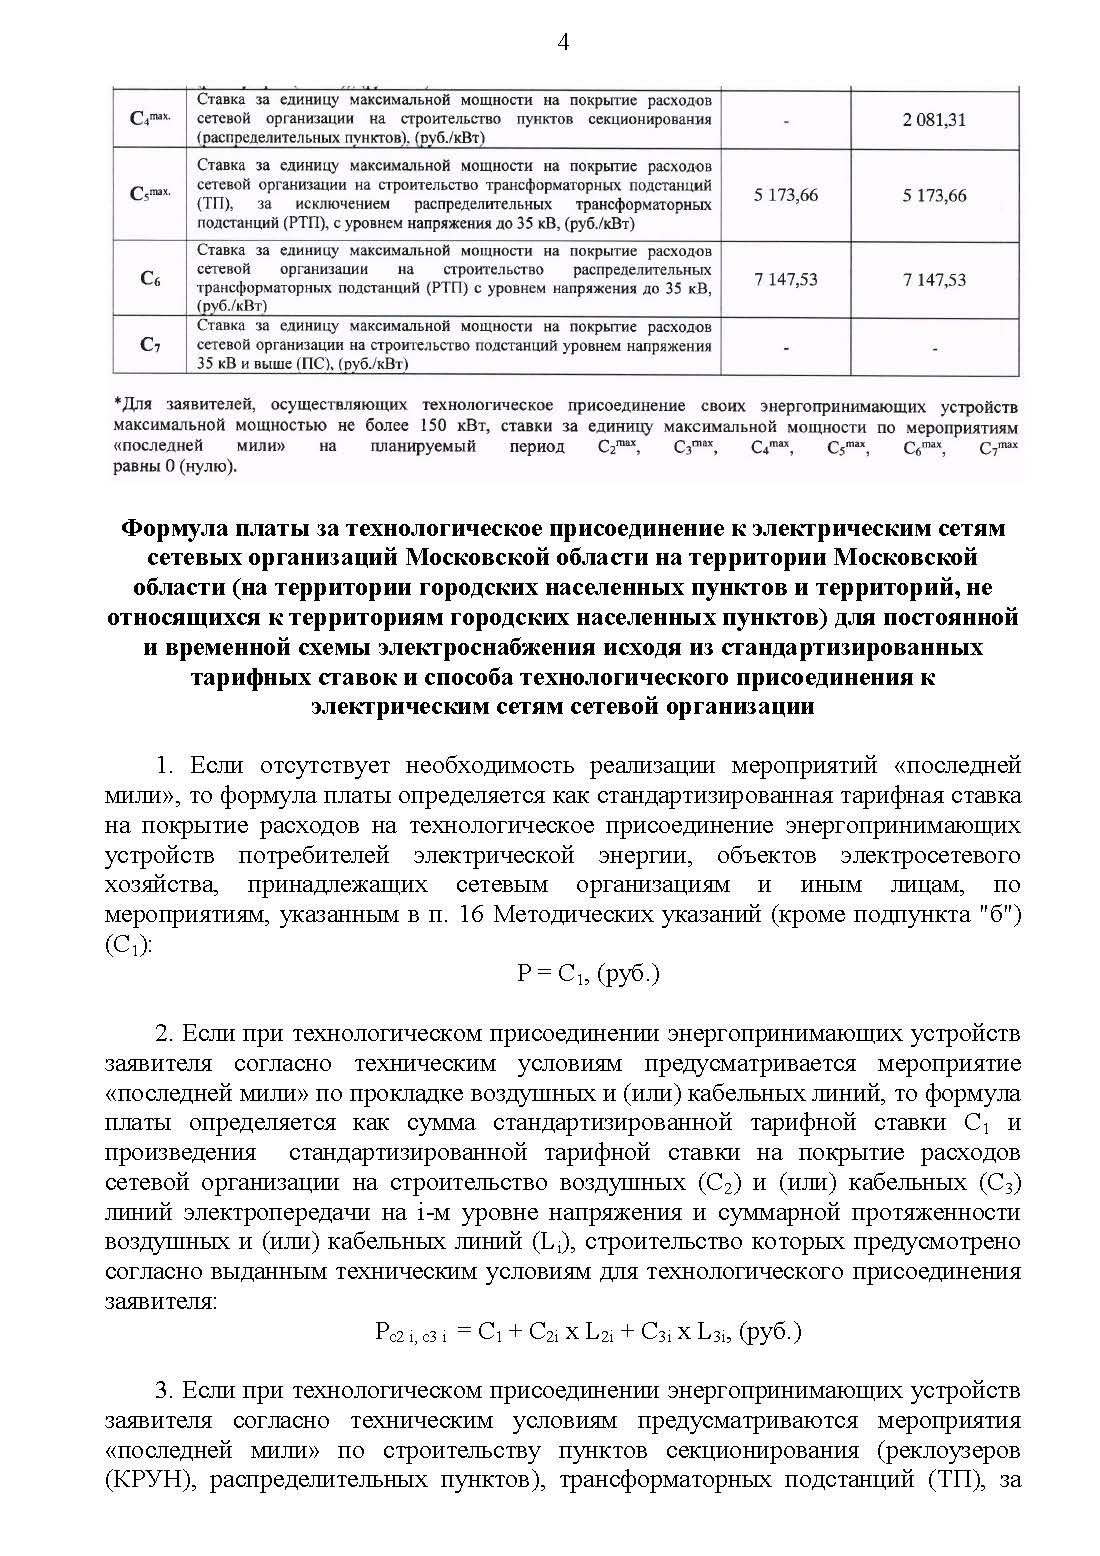 4
C₄ᵐᵃˣ·
Ставка за единицу максимальной мощности на покрытие расходов
сетевой организации на строительство пунктов секционирования
(распределительных пунктов), (руб./кВт)
-
2 081,31
C₅ᵐᵃˣ·
Ставка за единицу максимальной мощности на покрытие расходов
сетевой организации на строительство трансформаторных подстанций
(ТП), за исключением распределительных трансформаторных
подстанций (РТП), с уровнем напряжения до 35 кВ, (руб./кВт)
5 173,66
5 173,66
C₆
Ставка за единицу максимальной мощности на покрытие расходов
сетевой организации на строительство распределительных
трансформаторных подстанций (РТП) с уровнем напряжения до 35 кВ,
(руб./кВт)
7 147,53
7 147,53
C₇
Ставка за единицу максимальной мощности на покрытие расходов
сетевой организации на строительство подстанций уровнем напряжения
35 кВ и выше (ПС), (руб./кВт)
-
-
*Для заявителей, осуществляющих технологическое присоединение своих энергопринимающих устройств
максимальной мощностью не более 150 кВт, ставки за единицу максимальной мощности по мероприятиям
«последней мили» на планируемый период C₂ᵐᵃˣ, C₃ᵐᵃˣ, C₄ᵐᵃˣ, C₅ᵐᵃˣ, C₆ᵐᵃˣ, C₇ᵐᵃˣ
равны 0 (нулю).
Формула платы за технологическое присоединение к электрическим сетям
сетевых организаций Московской области на территории Московской
области (на территории городских населенных пунктов и территорий, не
относящихся к территориям городских населенных пунктов) для постоянной
и временной схемы электроснабжения исходя из стандартизированных
тарифных ставок и способа технологического присоединения к
электрическим сетям сетевой организации
1. Если отсутствует необходимость реализации мероприятий «последней
мили», то формула платы определяется как стандартизированная тарифная ставка
на покрытие расходов на технологическое присоединение энергопринимающих
устройств потребителей электрической энергии, объектов электросетевого
хозяйства, принадлежащих сетевым организациям и иным лицам, по
мероприятиям, указанным в п. 16 Методических указаний (кроме подпункта "б")
(C₁):
P = C₁, (руб.)
2. Если при технологическом присоединении энергопринимающих устройств
заявителя согласно техническим условиям предусматривается мероприятие
«последней мили» по прокладке воздушных и (или) кабельных линий, то формула
платы определяется как сумма стандартизированной тарифной ставки C₁ и
произведения стандартизированной тарифной ставки на покрытие расходов
сетевой организации на строительство воздушных (C₂) и (или) кабельных (C₃)
линий электропередачи на i-м уровне напряжения и суммарной протяженности
воздушных и (или) кабельных линий (Lᵢ), строительство которых предусмотрено
согласно выданным техническим условиям для технологического присоединения
заявителя:
Pс2 i, с3 i = C₁ + C₂ᵢ x L₂ᵢ + C₃ᵢ x L₃ᵢ, (руб.)
3. Если при технологическом присоединении энергопринимающих устройств
заявителя согласно техническим условиям предусматриваются мероприятия
«последней мили» по строительству пунктов секционирования (реклоузеров
(КРУН), распределительных пунктов), трансформаторных подстанций (ТП), за